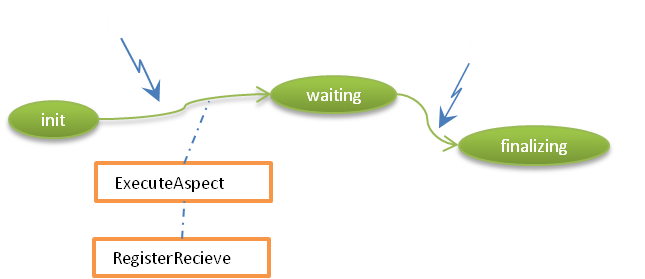 waiting
init
finalizing
ExecuteAspect
RegisterRecieve